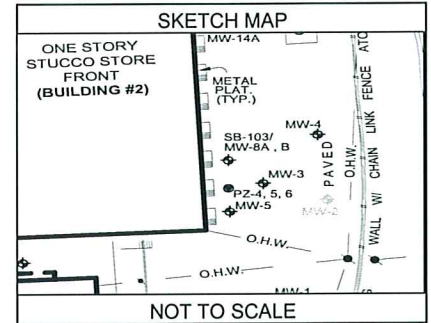 SKETCH MAP
MW-14A
ONE STORY
STUCCO STORE
FRONT
(BUILDING #2)
METAL
PLAT.
(TYP.)
SB-103/
MW-8A , B
MW-4
MW-3
PZ-4, 5, 6
MW-5
MW-2
PAVED
O.H.W.
WALL W/ CHAIN LINK FENCE ATO
O.H.W.
O.H.W.
MW-1
NOT TO SCALE